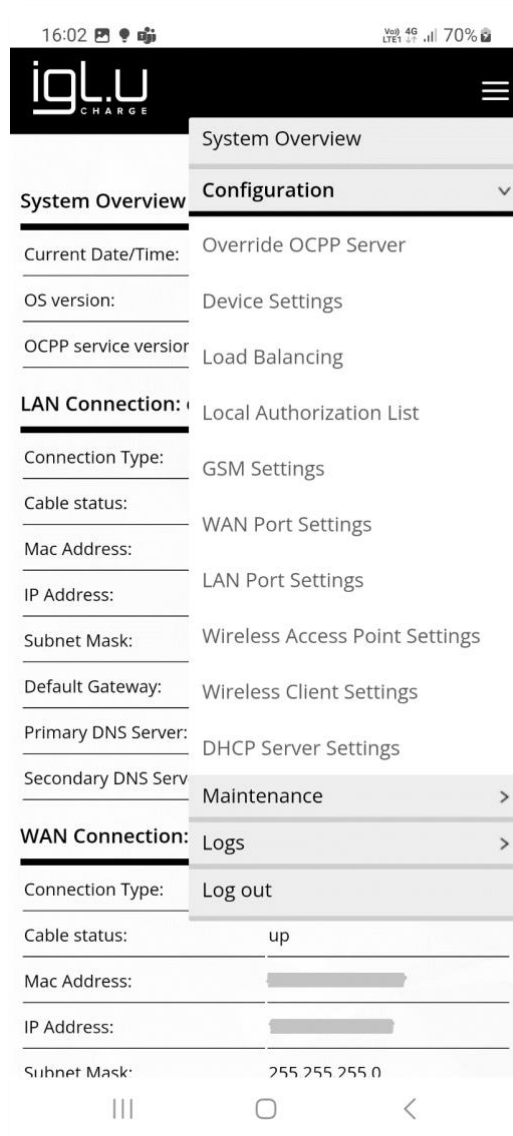 16:02
Vo)) 4G
LTE1
70%
igL.U
CHARGE
System Overview
Configuration
Override OCPP Server
Device Settings
Load Balancing
Local Authorization List
GSM Settings
WAN Port Settings
LAN Port Settings
Wireless Access Point Settings
Wireless Client Settings
DHCP Server Settings
Maintenance
Logs
Log out
System Overview
Current Date/Time:
OS version:
OCPP service version
LAN Connection:
Connection Type:
Cable status:
Mac Address:
IP Address:
Subnet Mask:
Default Gateway:
Primary DNS Server:
Secondary DNS Serv
WAN Connection:
Connection Type:
Cable status: up
Mac Address:
IP Address:
Subnet Mask: 255.255.255.0